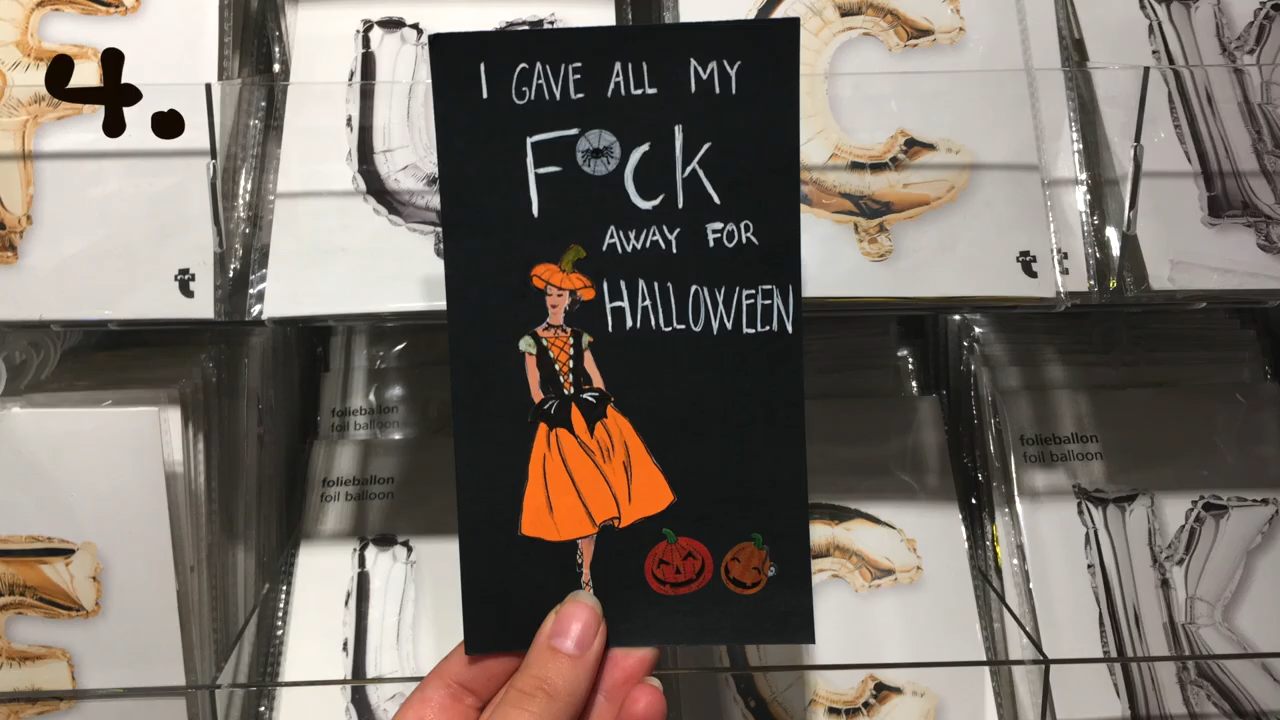 4.
I GAVE ALL MY
F CK
AWAY FOR
HALLOWEEN
t
t
folieballon
foil balloon
folieballon
foil balloon
folieballon
foil balloon